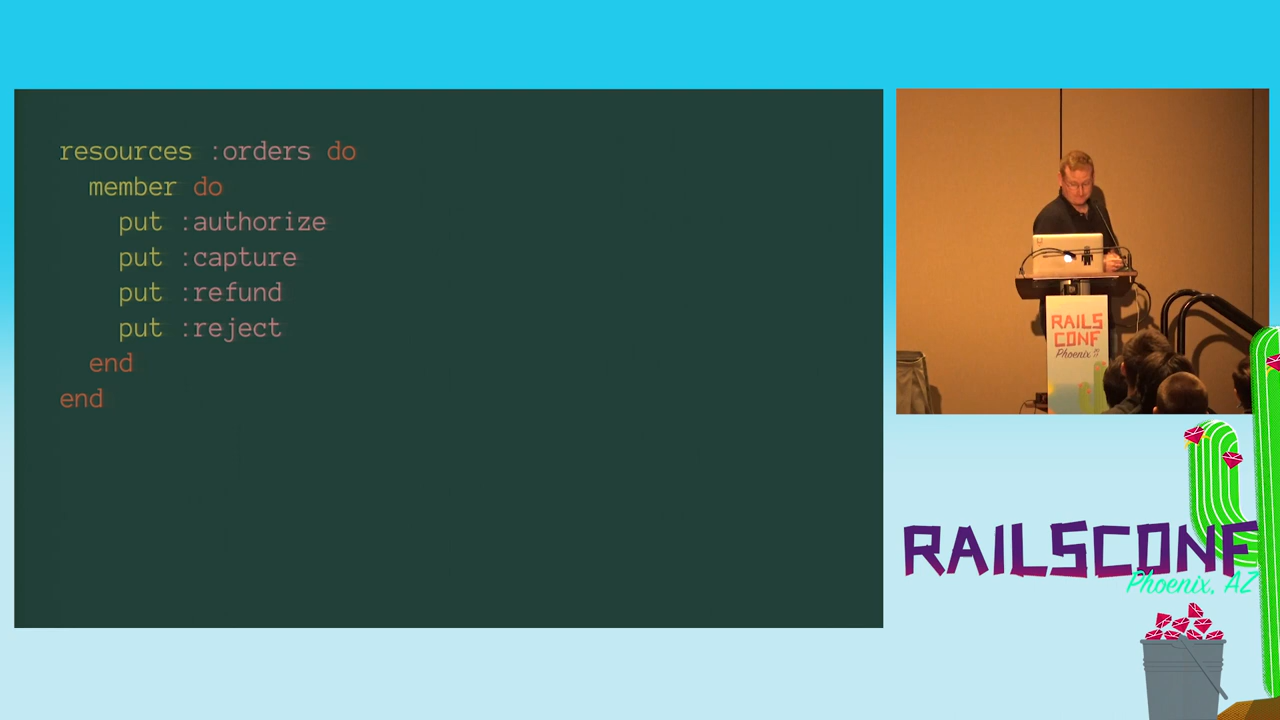 resources :orders do
  member do
    put :authorize
    put :capture
    put :refund
    put :reject
  end
end
RAILS
CONF
Phoenix, AZ
RAILSCONF
Phoenix, AZ